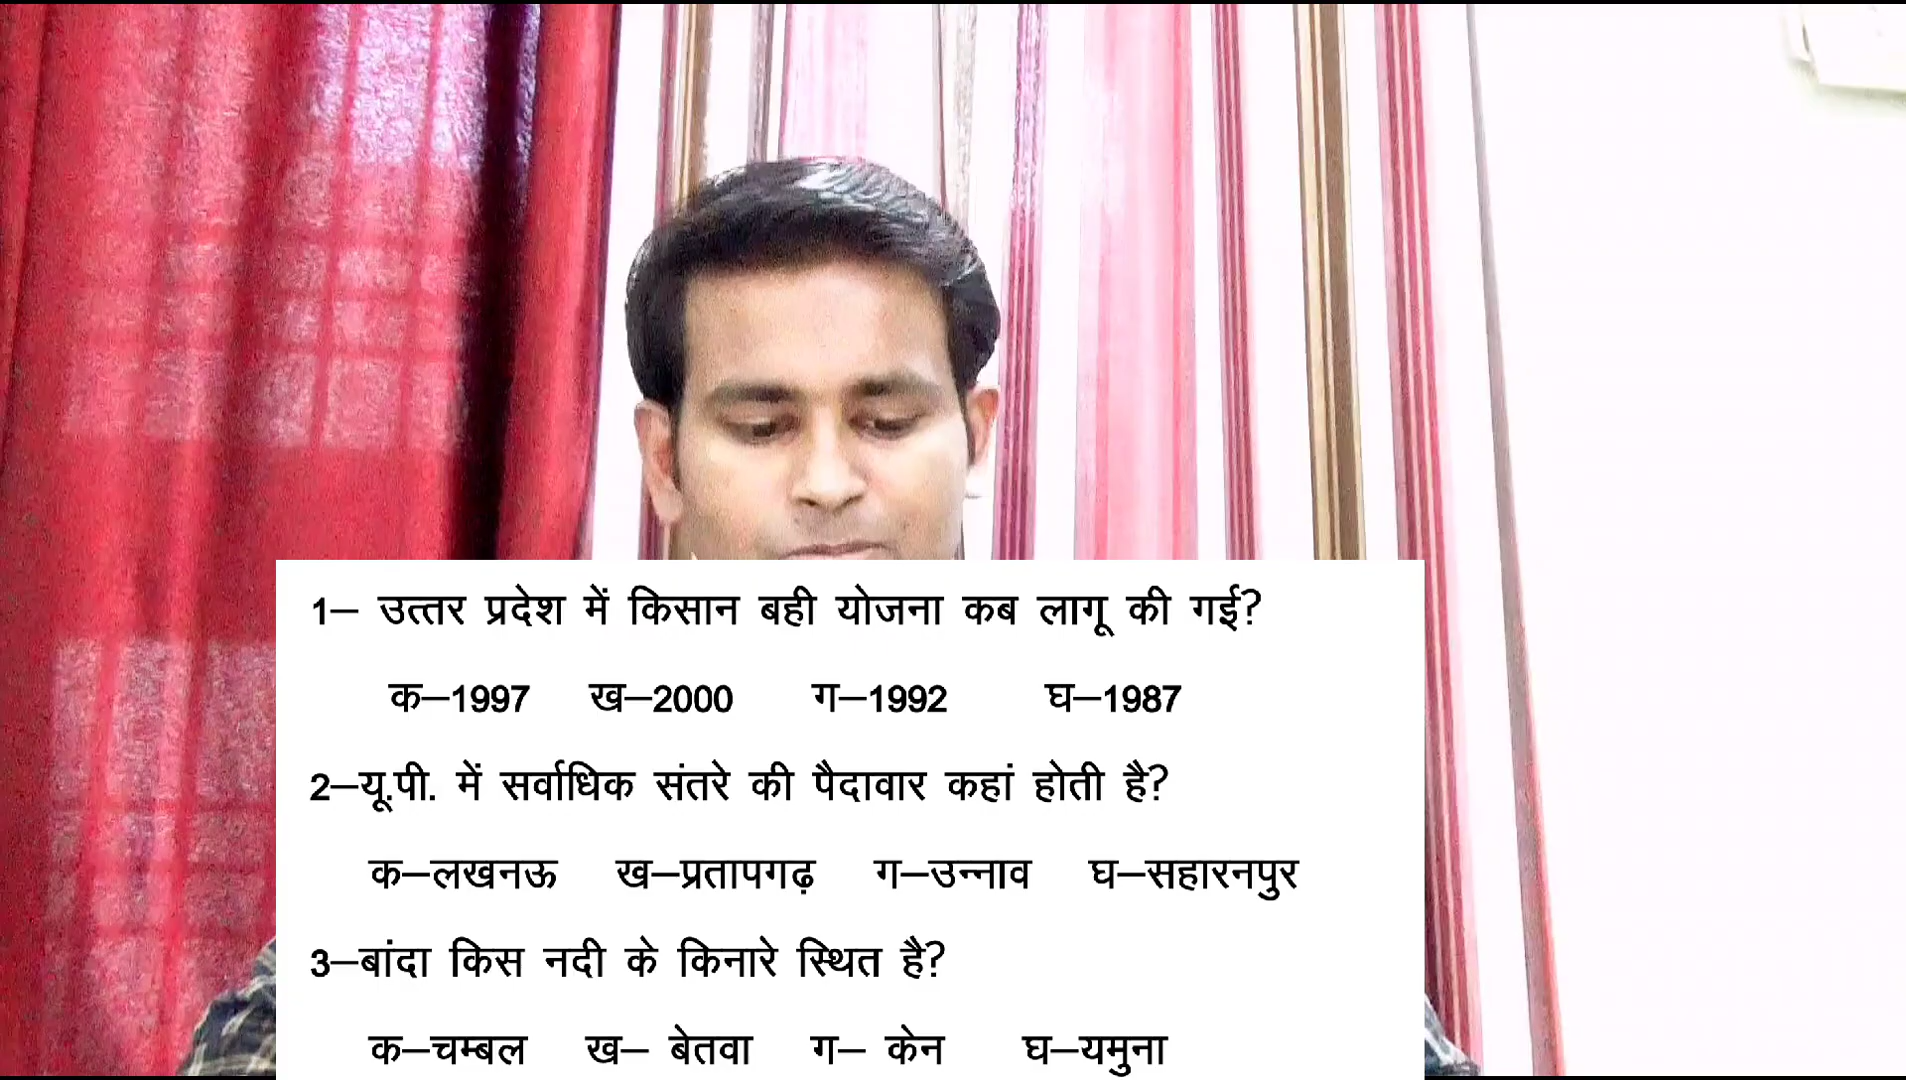 1– उत्तर प्रदेश में किसान बही योजना कब लागू की गई?
क–1997 ख–2000 ग–1992 घ–1987
2–यू.पी. में सर्वाधिक संतरे की पैदावार कहां होती है?
क–लखनऊ ख–प्रतापगढ़ ग–उन्नाव घ–सहारनपुर
3–बांदा किस नदी के किनारे स्थित है?
क–चम्बल ख– बेतवा ग– केन घ–यमुना